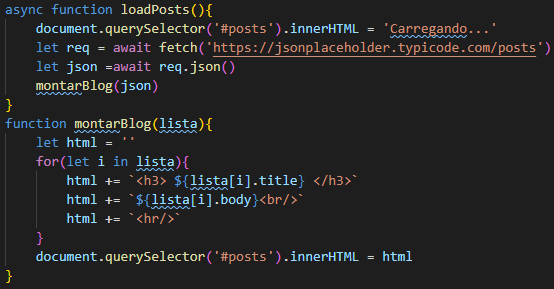 async function loadPosts(){
    document.querySelector('#posts').innerHTML = 'Carregando...'
    let req = await fetch('https://jsonplaceholder.typicode.com/posts')
    let json =await req.json()
    montarBlog(json)
}
function montarBlog(lista){
    let html = ''
    for(let i in lista){
        html += `<h3> ${lista[i].title} </h3>`
        html += `${lista[i].body}<br/>`
        html += `<hr/>`
    }
    document.querySelector('#posts').innerHTML = html
}